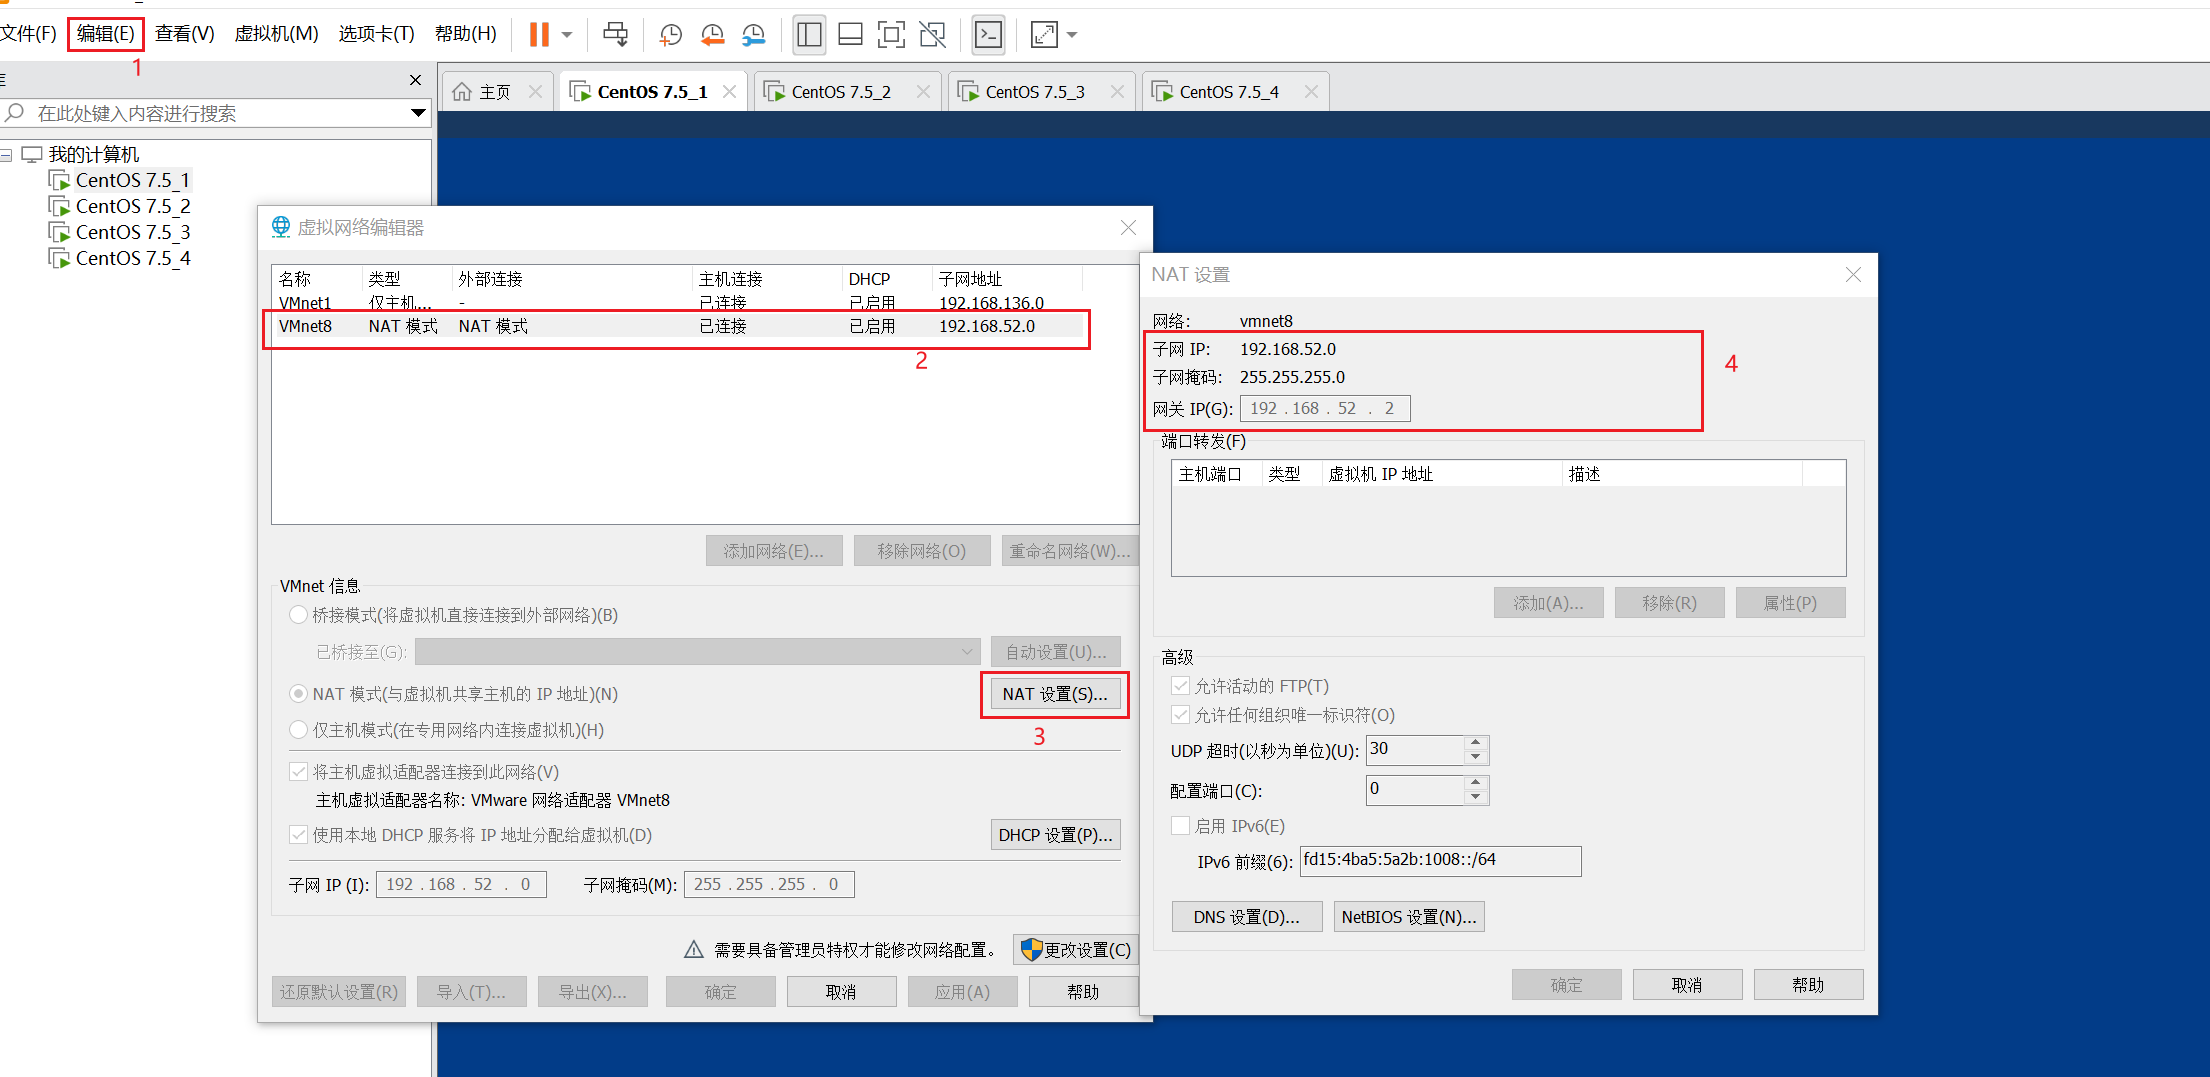 文件(F) 编辑(E) 查看(V) 虚拟机(M) 选项卡(T) 帮助(H)
1
主页 CentOS 7.5_1 CentOS 7.5_2 CentOS 7.5_3 CentOS 7.5_4
在此处键入内容进行搜索
我的计算机
CentOS 7.5_1
CentOS 7.5_2
CentOS 7.5_3
CentOS 7.5_4
虚拟网络编辑器
名称 类型 外部连接 主机连接 DHCP 子网地址
VMnet1 仅主机... - 已连接 已启用 192.168.136.0
VMnet8 NAT 模式 NAT 模式 已连接 已启用 192.168.52.0
2
添加网络(E)... 移除网络(O) 重命名网络(W)...
VMnet 信息
桥接模式(将虚拟机直接连接到外部网络)(B)
已桥接至(G): 自动设置(U)...
NAT 模式(与虚拟机共享主机的 IP 地址)(N) NAT 设置(S)...
仅主机模式(在专用网络内连接虚拟机)(H)
3
将主机虚拟适配器连接到此网络(V)
主机虚拟适配器名称: VMware 网络适配器 VMnet8
使用本地 DHCP 服务将 IP 地址分配给虚拟机(D) DHCP 设置(P)...
子网 IP (I): 192 . 168 . 52 . 0 子网掩码(M): 255 . 255 . 255 . 0
需要具备管理员特权才能修改网络配置。 更改设置(C)
还原默认设置(R) 导入(T)... 导出(X)... 确定 取消 应用(A) 帮助
NAT 设置
网络: vmnet8
子网 IP: 192.168.52.0
4
子网掩码: 255.255.255.0
网关 IP(G): 192 . 168 . 52 . 2
端口转发(F)
主机端口 类型 虚拟机 IP 地址 描述
添加(A)... 移除(R) 属性(P)
高级
允许活动的 FTP(T)
允许任何组织唯一标识符(O)
UDP 超时(以秒为单位)(U): 30
配置端口(C): 0
启用 IPv6(E)
IPv6 前缀(6): fd15:4ba5:5a2b:1008::/64
DNS 设置(D)... NetBIOS 设置(N)...
确定 取消 帮助